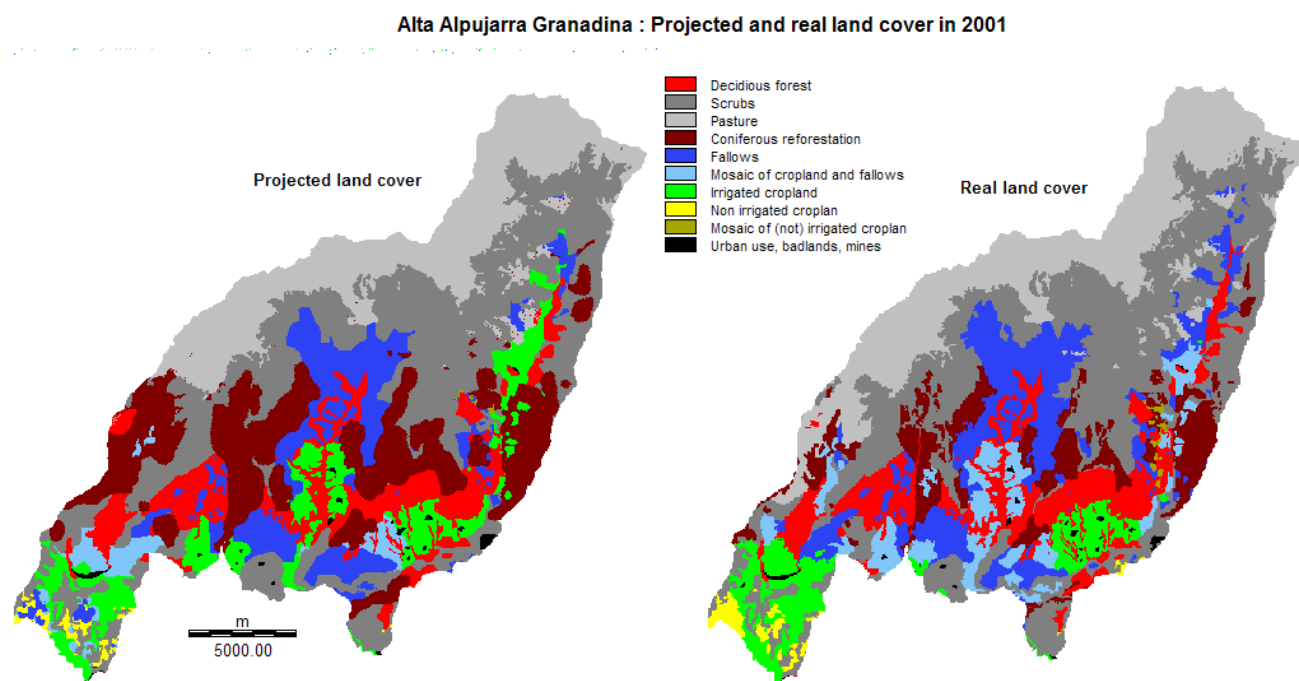 Alta Alpujarra Granadina : Projected and real land cover in 2001
Decidious forest
Scrubs
Pasture
Coniferous reforestation
Fallows
Mosaic of cropland and fallows
Irrigated cropland
Non irrigated croplan
Mosaic of (not) irrigated croplan
Urban use, badlands, mines
Projected land cover
Real land cover
m
5000.00